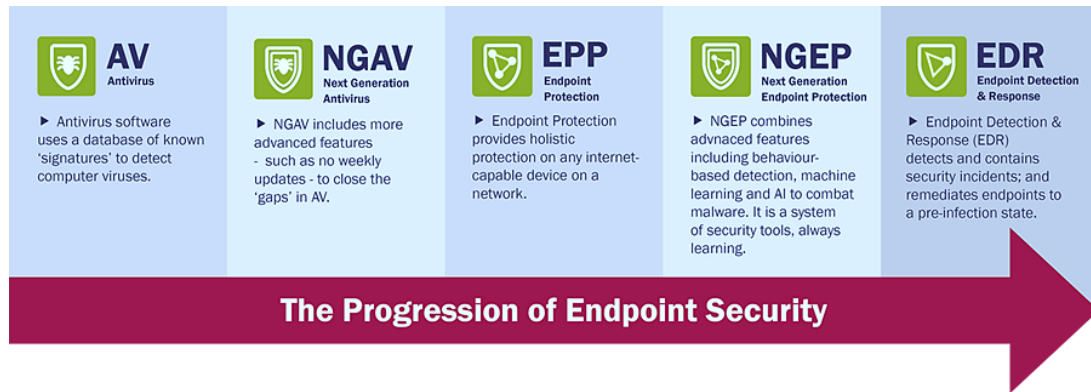 AV
Antivirus
▶ Antivirus software
uses a database of known
‘signatures’ to detect
computer viruses.
NGAV
Next Generation
Antivirus
▶ NGAV includes more
advanced features
- such as no weekly
updates - to close the
‘gaps’ in AV.
EPP
Endpoint
Protection
▶ Endpoint Protection
provides holistic
protection on any internet-
capable device on a
network.
NGEP
Next Generation
Endpoint Protection
▶ NGEP combines
advnaced features
including behaviour-
based detection, machine
learning and AI to combat
malware. It is a system
of security tools, always
learning.
EDR
Endpoint Detection
& Response
▶ Endpoint Detection &
Response (EDR)
detects and contains
security incidents; and
remediates endpoints to
a pre-infection state.
The Progression of Endpoint Security